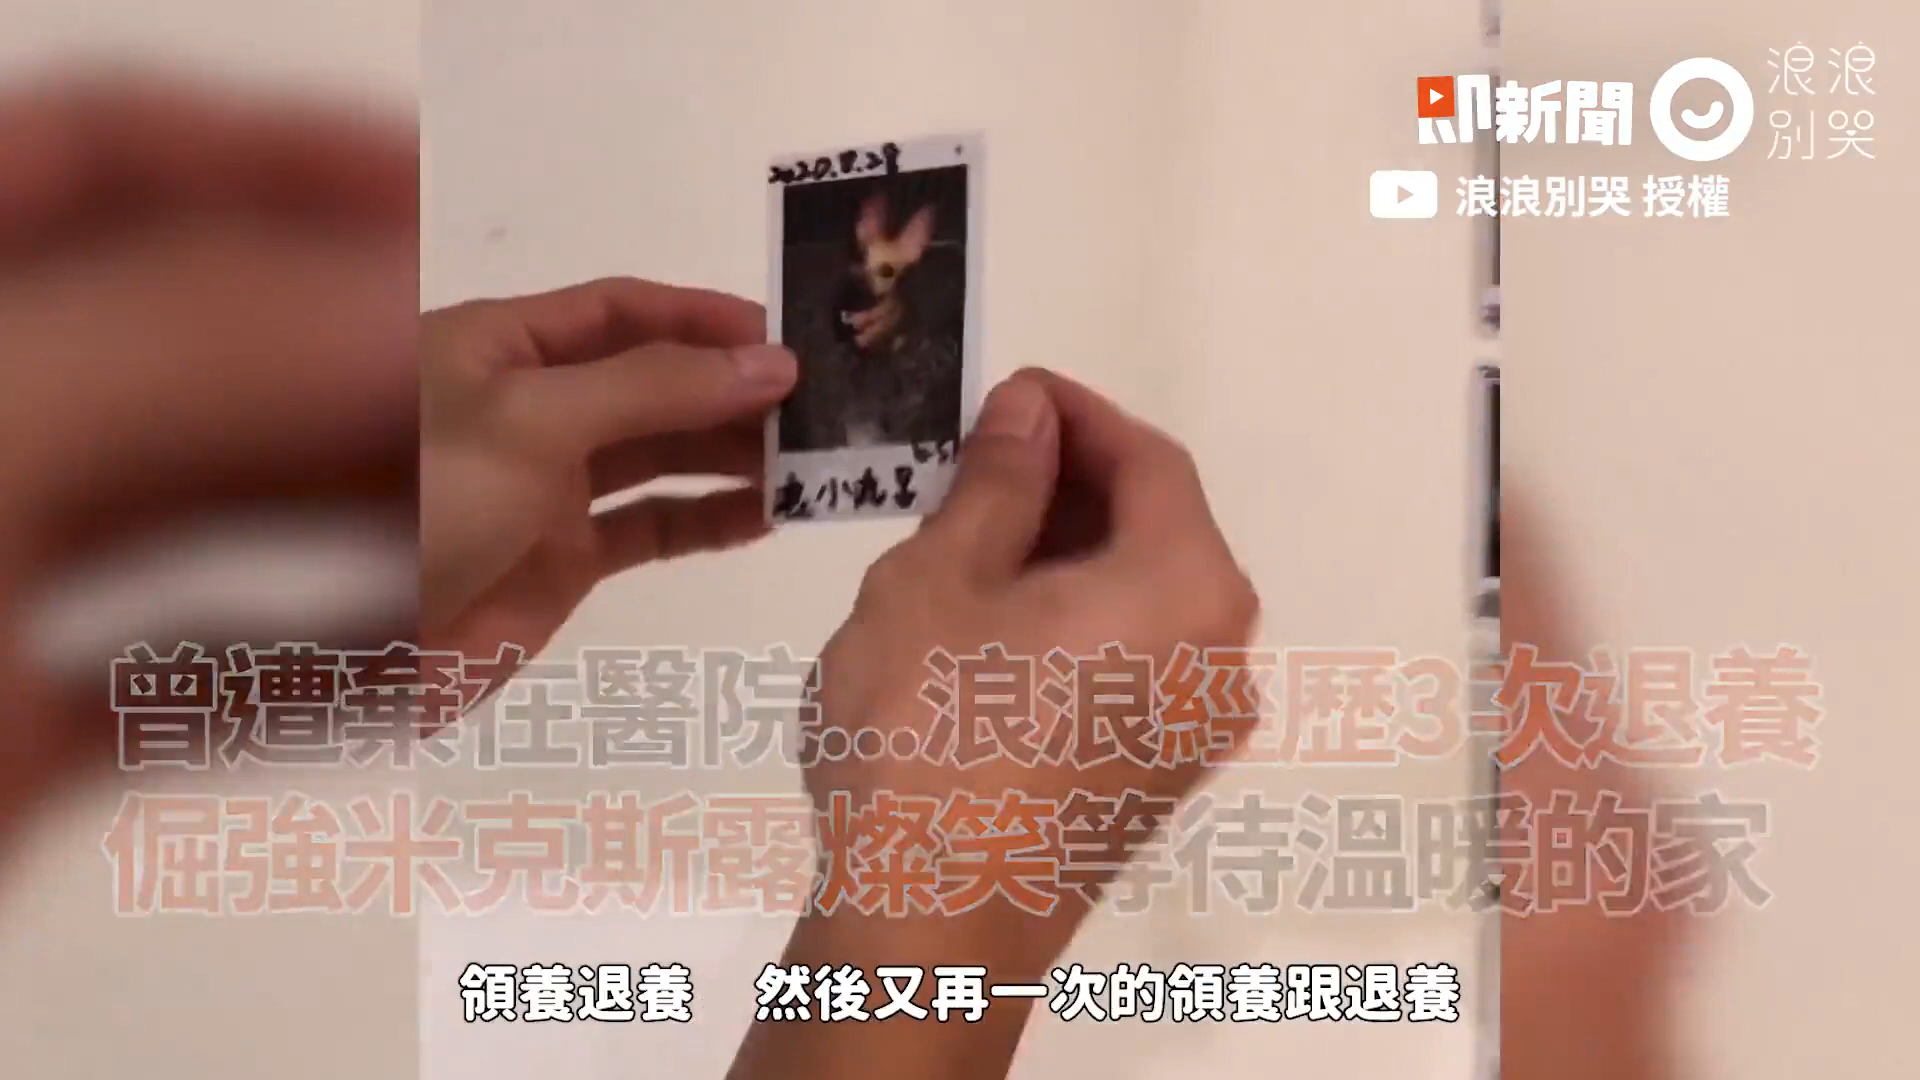 即新聞
浪浪
別哭
浪浪別哭 授權
曾遭棄在醫院...浪浪經歷3次退養
倔強米克斯露燦笑等待溫暖的家
領養退養 然後又再一次的領養跟退養